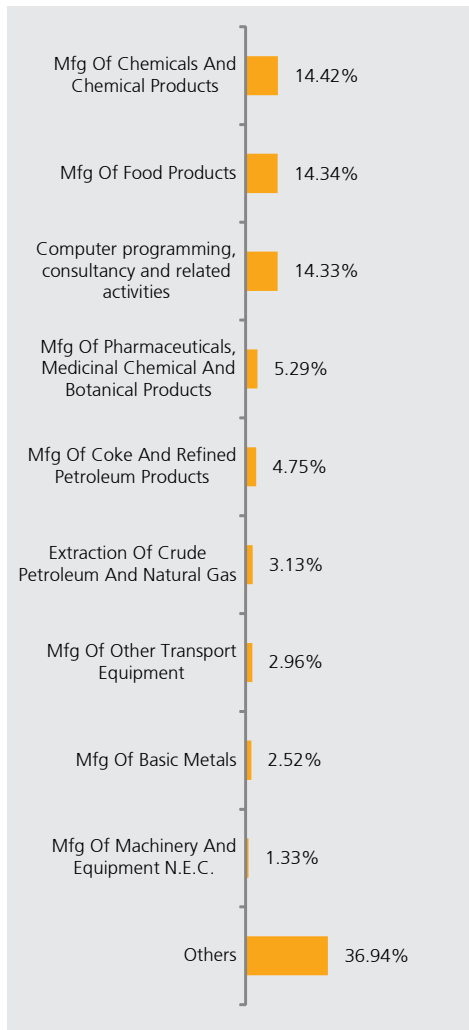 Mfg Of Chemicals And
Chemical Products
14.42%
Mfg Of Food Products
14.34%
Computer programming,
consultancy and related
activities
14.33%
Mfg Of Pharmaceuticals,
Medicinal Chemical And
Botanical Products
5.29%
Mfg Of Coke And Refined
Petroleum Products
4.75%
Extraction Of Crude
Petroleum And Natural Gas
3.13%
Mfg Of Other Transport
Equipment
2.96%
Mfg Of Basic Metals
2.52%
Mfg Of Machinery And
Equipment N.E.C.
1.33%
Others
36.94%